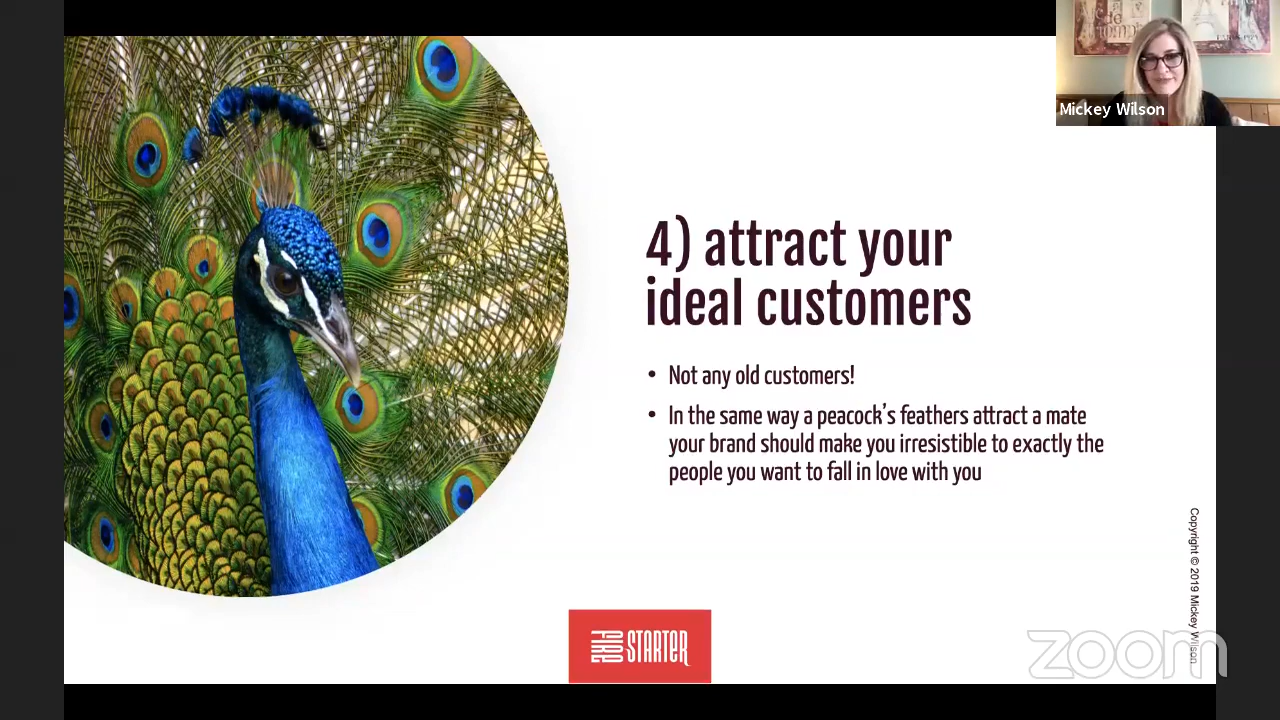 Mickey Wilson
4) attract your
ideal customers
• Not any old customers!
• In the same way a peacock's feathers attract a mate
your brand should make you irresistible to exactly the
people you want to fall in love with you
Copyright © 2019 Mickey Wilson
FIRE STARTER
zoom